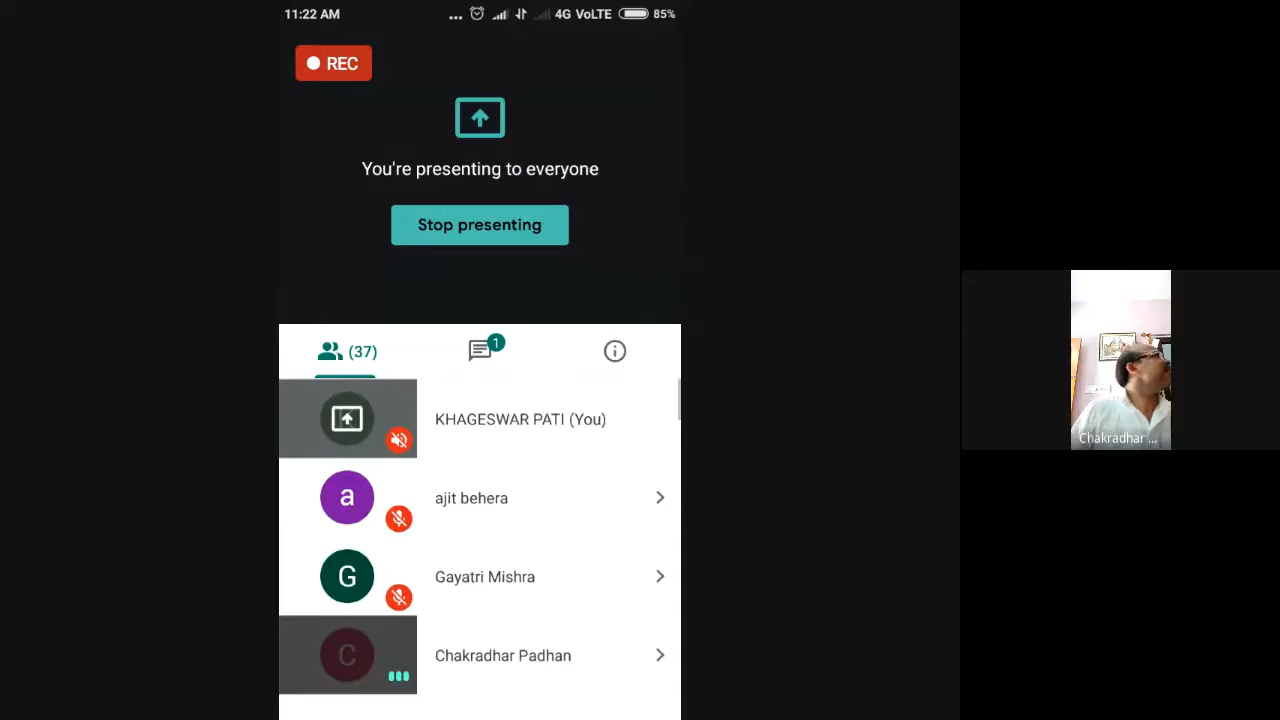 11:22 AM ... 4G VoLTE 85%
REC
You're presenting to everyone
Stop presenting
(37) 1
KHAGESWAR PATI (You)
a ajit behera
G Gayatri Mishra
C Chakradhar Padhan
Chakradhar ...